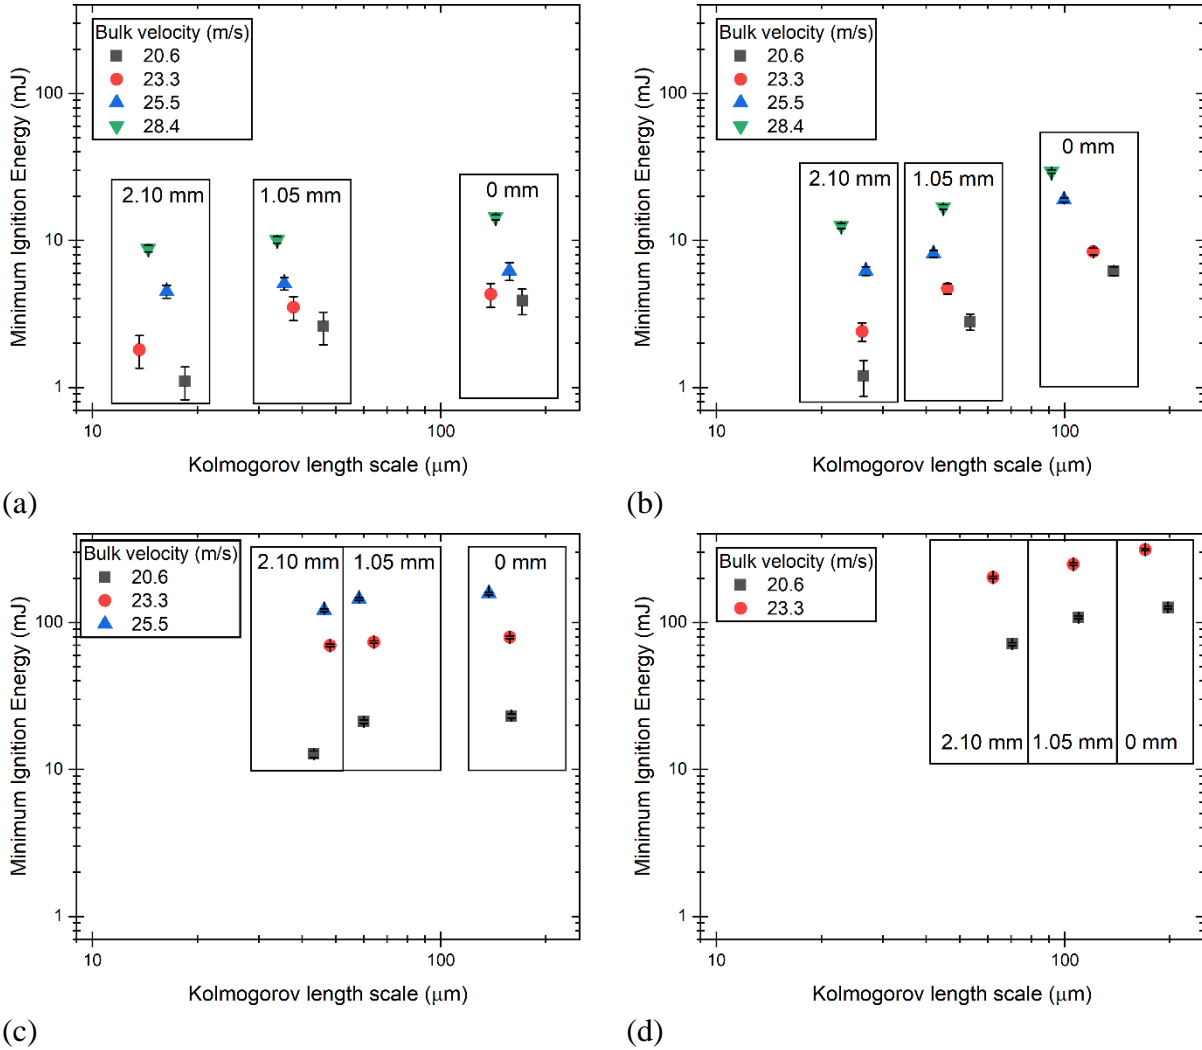 Bulk velocity (m/s)
20.6
23.3
25.5
28.4
2.10 mm
1.05 mm
0 mm
100
10
1
10
100
Minimum Ignition Energy (mJ)
Kolmogorov length scale (μm)
(a)
Bulk velocity (m/s)
20.6
23.3
25.5
28.4
2.10 mm
1.05 mm
0 mm
100
10
1
10
100
Minimum Ignition Energy (mJ)
Kolmogorov length scale (μm)
(b)
Bulk velocity (m/s)
20.6
23.3
25.5
2.10 mm
1.05 mm
0 mm
100
10
1
10
100
Minimum Ignition Energy (mJ)
Kolmogorov length scale (μm)
(c)
Bulk velocity (m/s)
20.6
23.3
2.10 mm
1.05 mm
0 mm
100
10
1
10
100
Minimum Ignition Energy (mJ)
Kolmogorov length scale (μm)
(d)